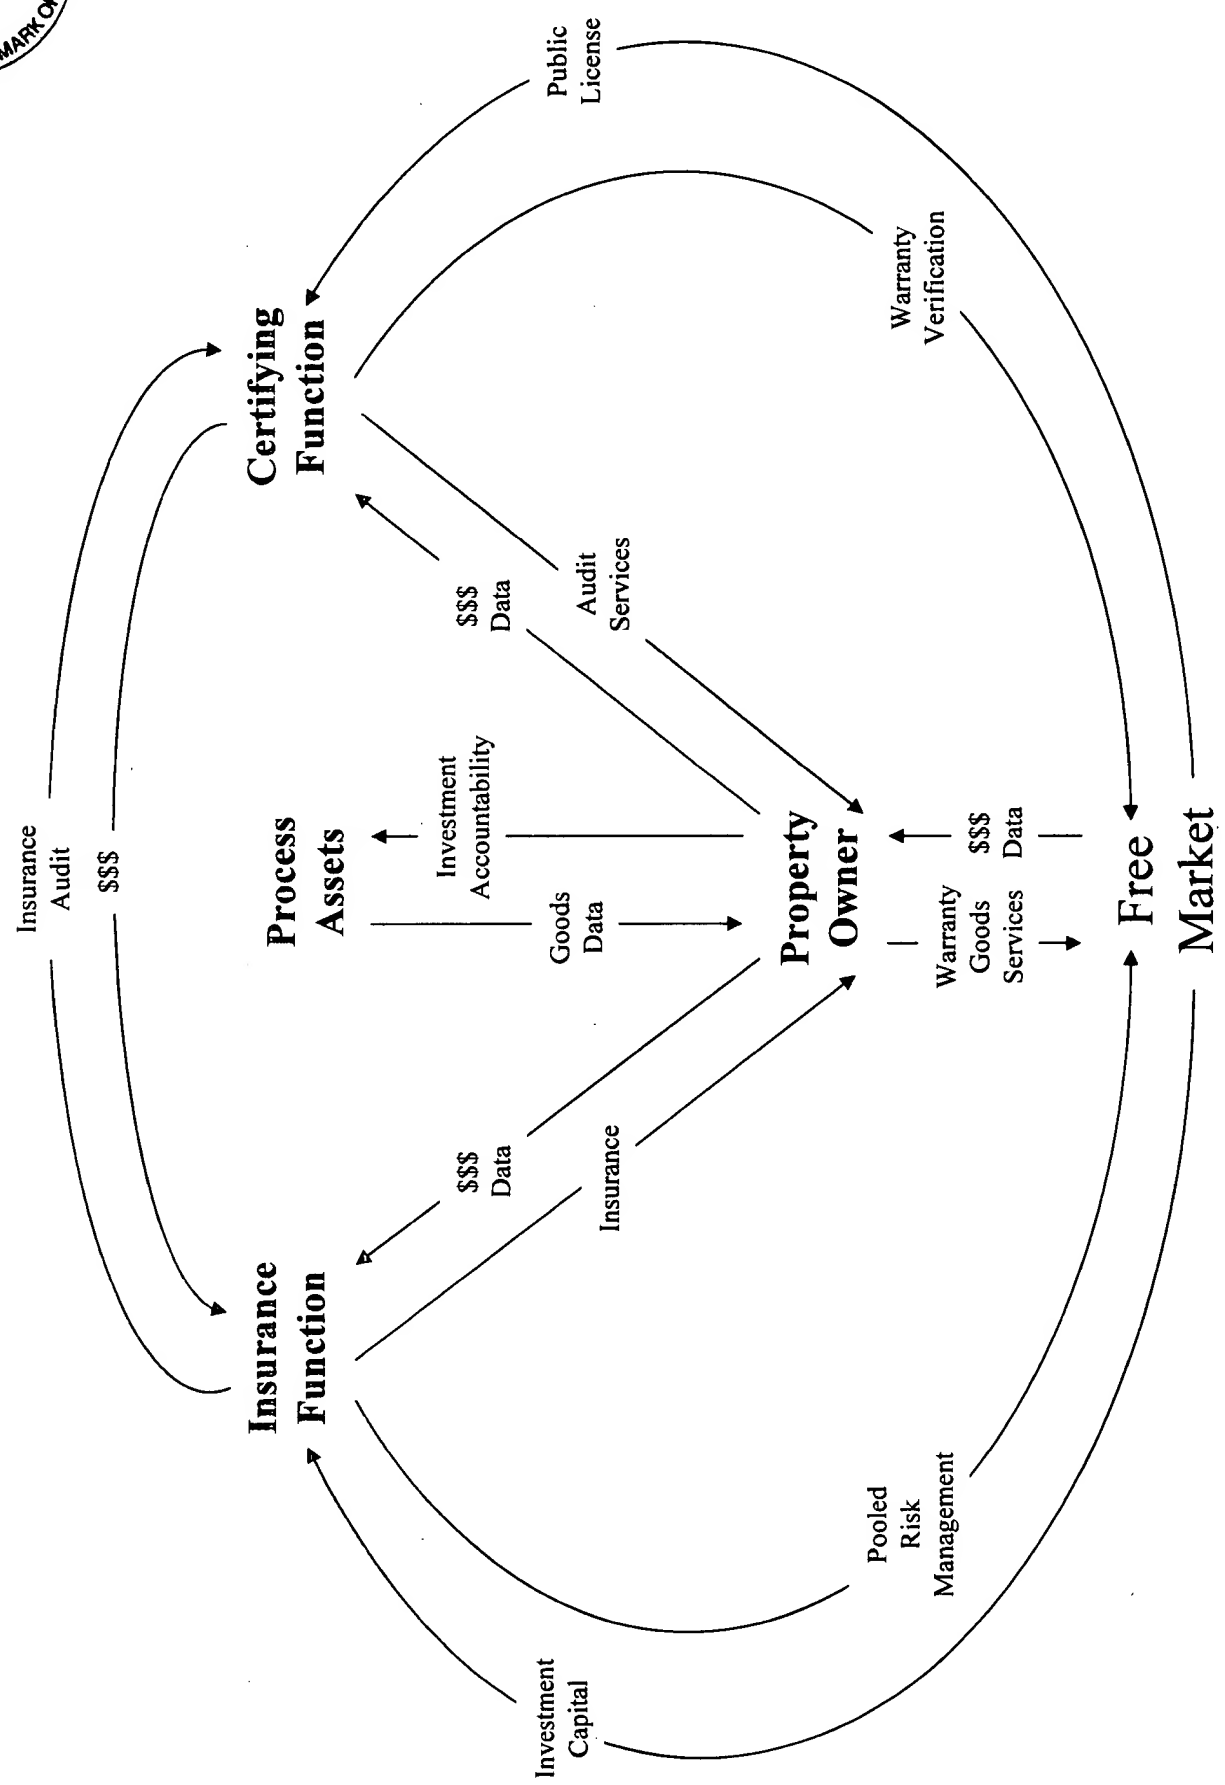 Insurance
Audit
$$$
Insurance
Function
Process
Assets
Certifying
Function
$$$
Data
Investment
Accountability
$$$
Data
Investment
Capital
Insurance
Goods
Data
Audit
Services
Public
License
Property
Owner
Pooled
Risk
Management
Warranty
Goods
Services
$$$
Data
Warranty
Verification
Free
Market
MARK